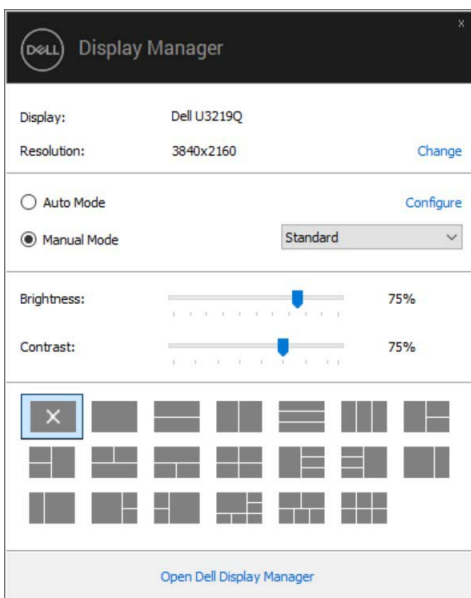 x
DELL Display Manager
Display: Dell U3219Q
Resolution: 3840x2160 Change
Auto Mode Configure
Manual Mode Standard
Brightness: 75%
Contrast: 75%
Open Dell Display Manager